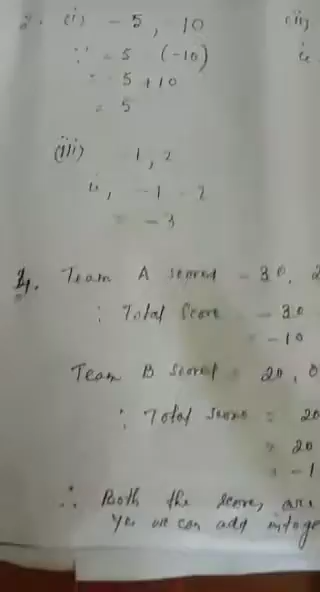 (i) - 5, - 10 (ii)
∵ - 5 - (-10) ie.
= - 5 + 10
= 5
(iii) - 1, 2
ie, - 1 - 2
= - 3
4. Team A scored - 30, 2
∴ Total Score - 30
= -10
Team B scored = 20, 0
∴ Total score = 20
= 20
= -1
∴ Both the scores are
Yes we can add intege